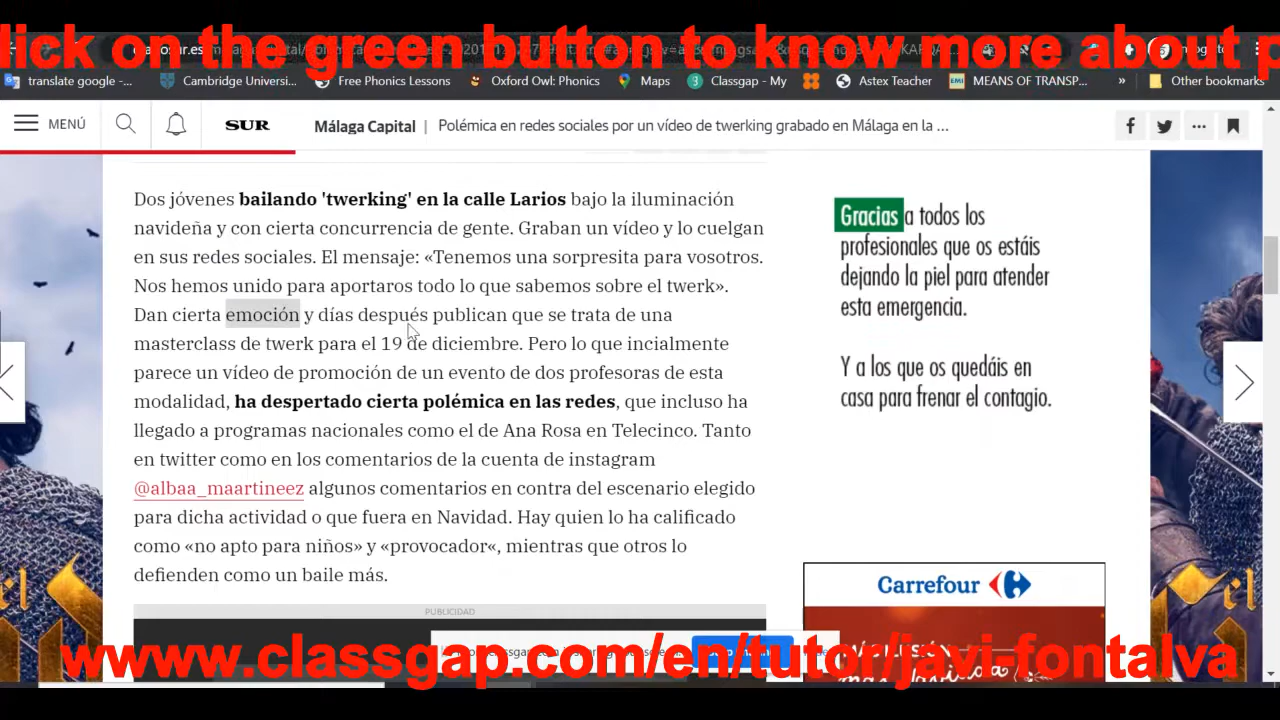 lick on the green button to know more about p
translate google -...
Cambridge Universi...
Free Phonics Lessons
Oxford Owl: Phonics
Maps
Classgap - My
Astex Teacher
MEANS OF TRANSP...
»
Other bookmarks
MENÚ
SUR
Málaga Capital | Polémica en redes sociales por un vídeo de twerking grabado en Málaga en la ...
Dos jóvenes bailando 'twerking' en la calle Larios bajo la iluminación
navideña y con cierta concurrencia de gente. Graban un vídeo y lo cuelgan
en sus redes sociales. El mensaje: «Tenemos una sorpresita para vosotros.
Nos hemos unido para aportaros todo lo que sabemos sobre el twerk».
Dan cierta emoción y días después publican que se trata de una
masterclass de twerk para el 19 de diciembre. Pero lo que incialmente
parece un vídeo de promoción de un evento de dos profesoras de esta
modalidad, ha despertado cierta polémica en las redes, que incluso ha
llegado a programas nacionales como el de Ana Rosa en Telecinco. Tanto
en twitter como en los comentarios de la cuenta de instagram
@albaa_maartineez algunos comentarios en contra del escenario elegido
para dicha actividad o que fuera en Navidad. Hay quien lo ha calificado
como «no apto para niños» y «provocador«, mientras que otros lo
defienden como un baile más.
PUBLICIDAD
Gracias a todos los
profesionales que os estáis
dejando la piel para atender
esta emergencia.
Y a los que os quedáis en
casa para frenar el contagio.
Carrefour
www.classgap.com/en/tutor/javi-fontalva